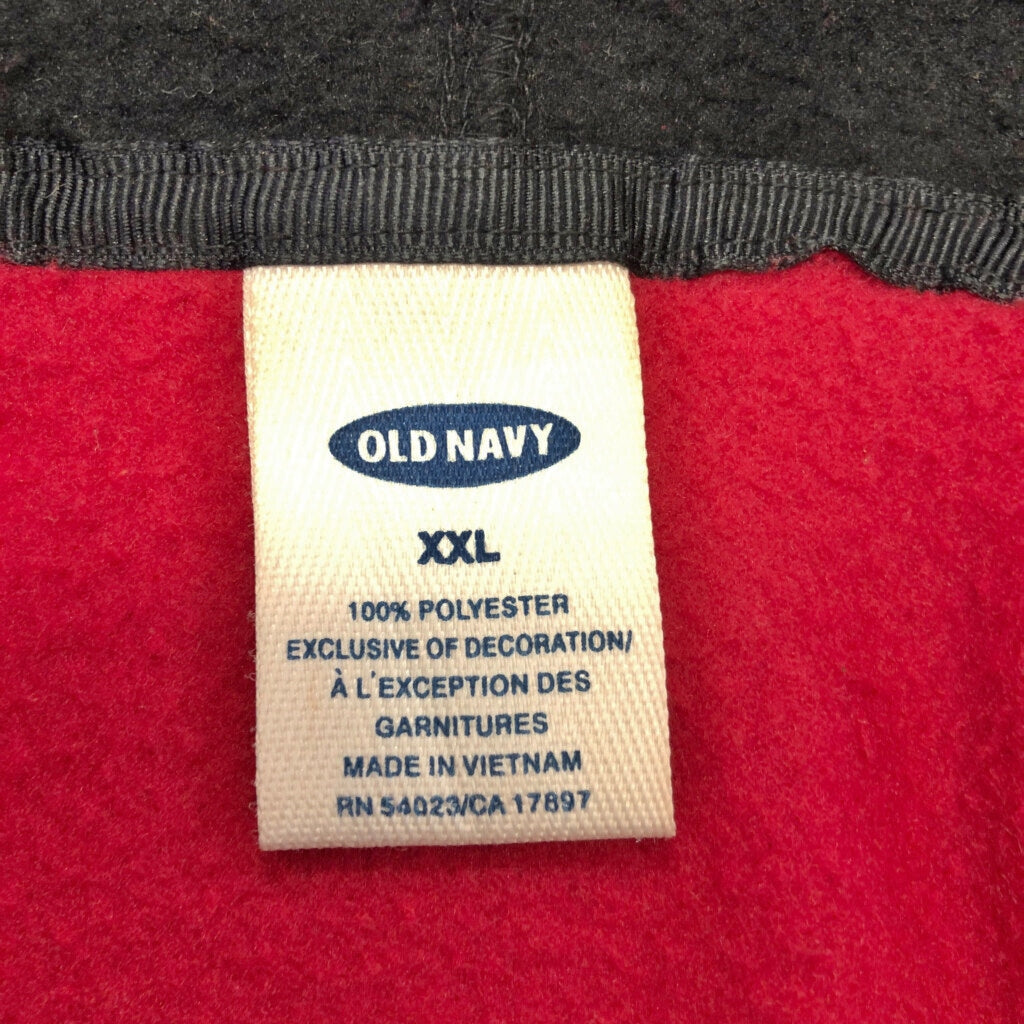 OLD NAVY
XXL
100% POLYESTER
EXCLUSIVE OF DECORATION/
À L'EXCEPTION DES
GARNITURES
MADE IN VIETNAM
RN 54023/CA 17897